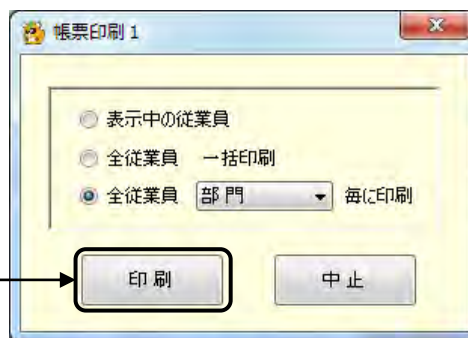 帳票印刷 1
表示中の従業員
全従業員 一括印刷
全従業員 部門 毎に印刷
印刷 中止